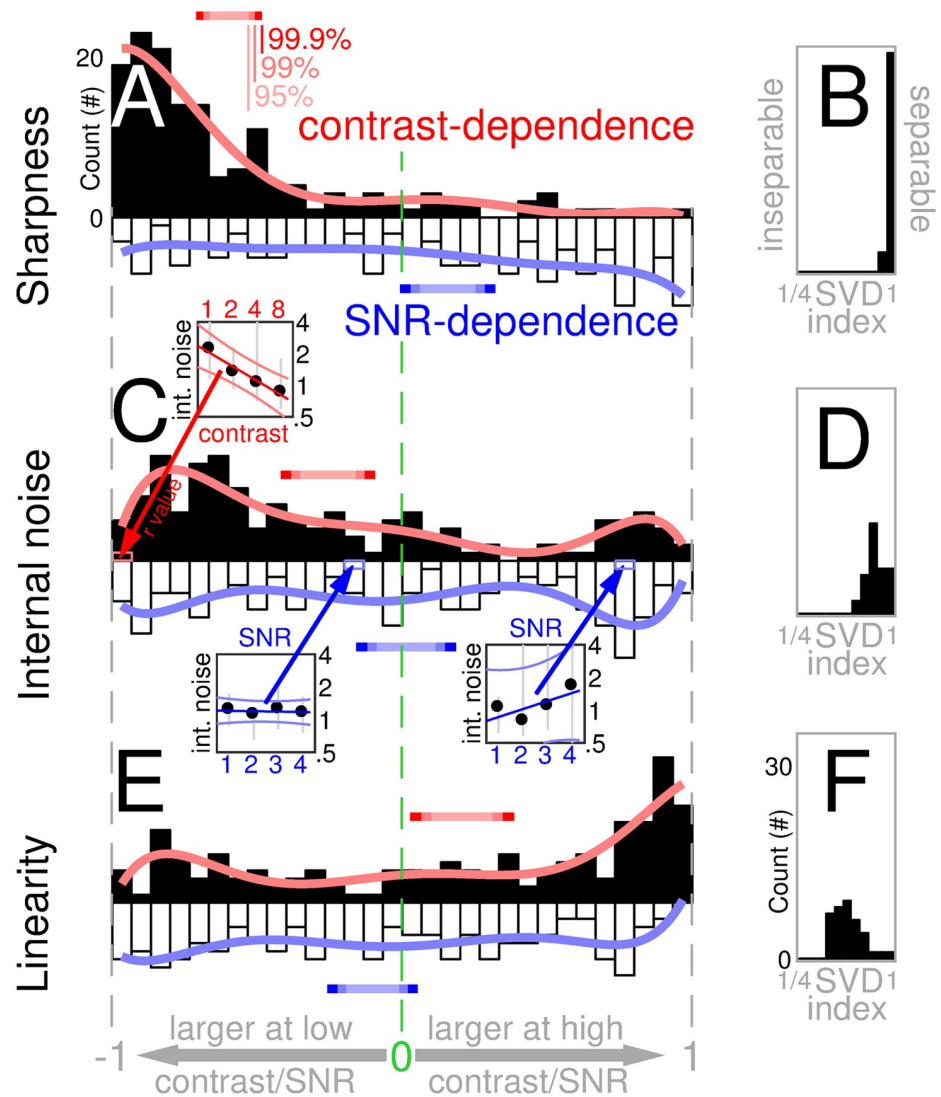 99.9%
99%
95%
20
0
Count (#)
Sharpness
A
contrast-dependence
SNR-dependence
B
inseparable
separable
1/4 SVD 1
index
1 2 4 8
4
2
1
.5
int. noise
contrast
C
r value
Internal noise
D
1/4 SVD 1
index
SNR
4
2
1
.5
int. noise
1 2 3 4
SNR
4
2
1
.5
int. noise
1 2 3 4
E
Linearity
F
30
0
Count (#)
1/4 SVD 1
index
larger at low
contrast/SNR
larger at high
contrast/SNR
-1 0 1